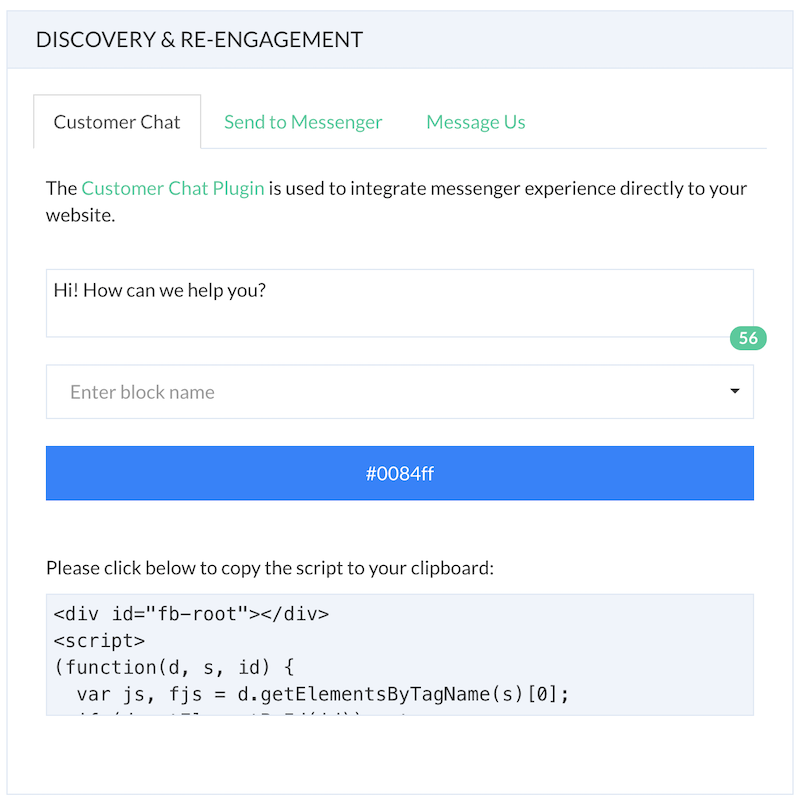 DISCOVERY & RE-ENGAGEMENT
Customer Chat
Send to Messenger
Message Us
The Customer Chat Plugin is used to integrate messenger experience directly to your
website.
Hi! How can we help you?
56
Enter block name
#0084ff
Please click below to copy the script to your clipboard:
<div id="fb-root"></div>
<script>
(function(d, s, id) {
  var js, fjs = d.getElementsByTagName(s)[0];